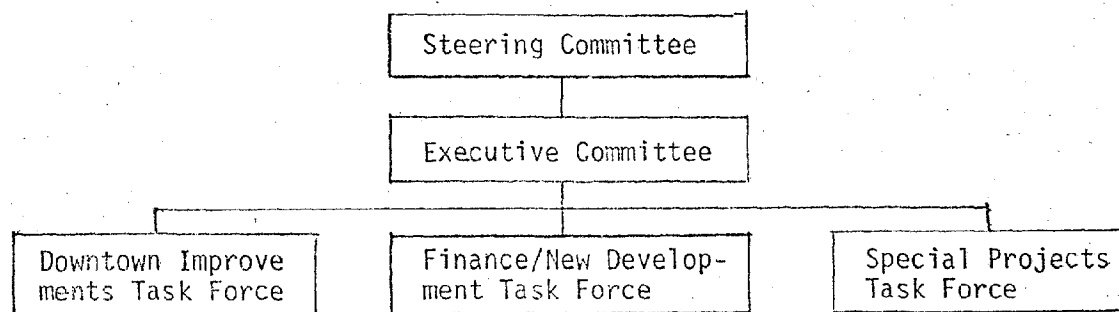 Steering Committee
Executive Committee
Downtown Improve
ments Task Force
Finance/New Develop-
ment Task Force
Special Projects
Task Force